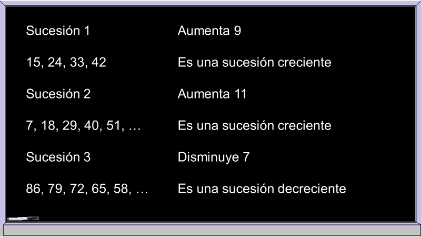 Sucesión 1 Aumenta 9
15, 24, 33, 42 Es una sucesión creciente
Sucesión 2 Aumenta 11
7, 18, 29, 40, 51, … Es una sucesión creciente
Sucesión 3 Disminuye 7
86, 79, 72, 65, 58, … Es una sucesión decreciente